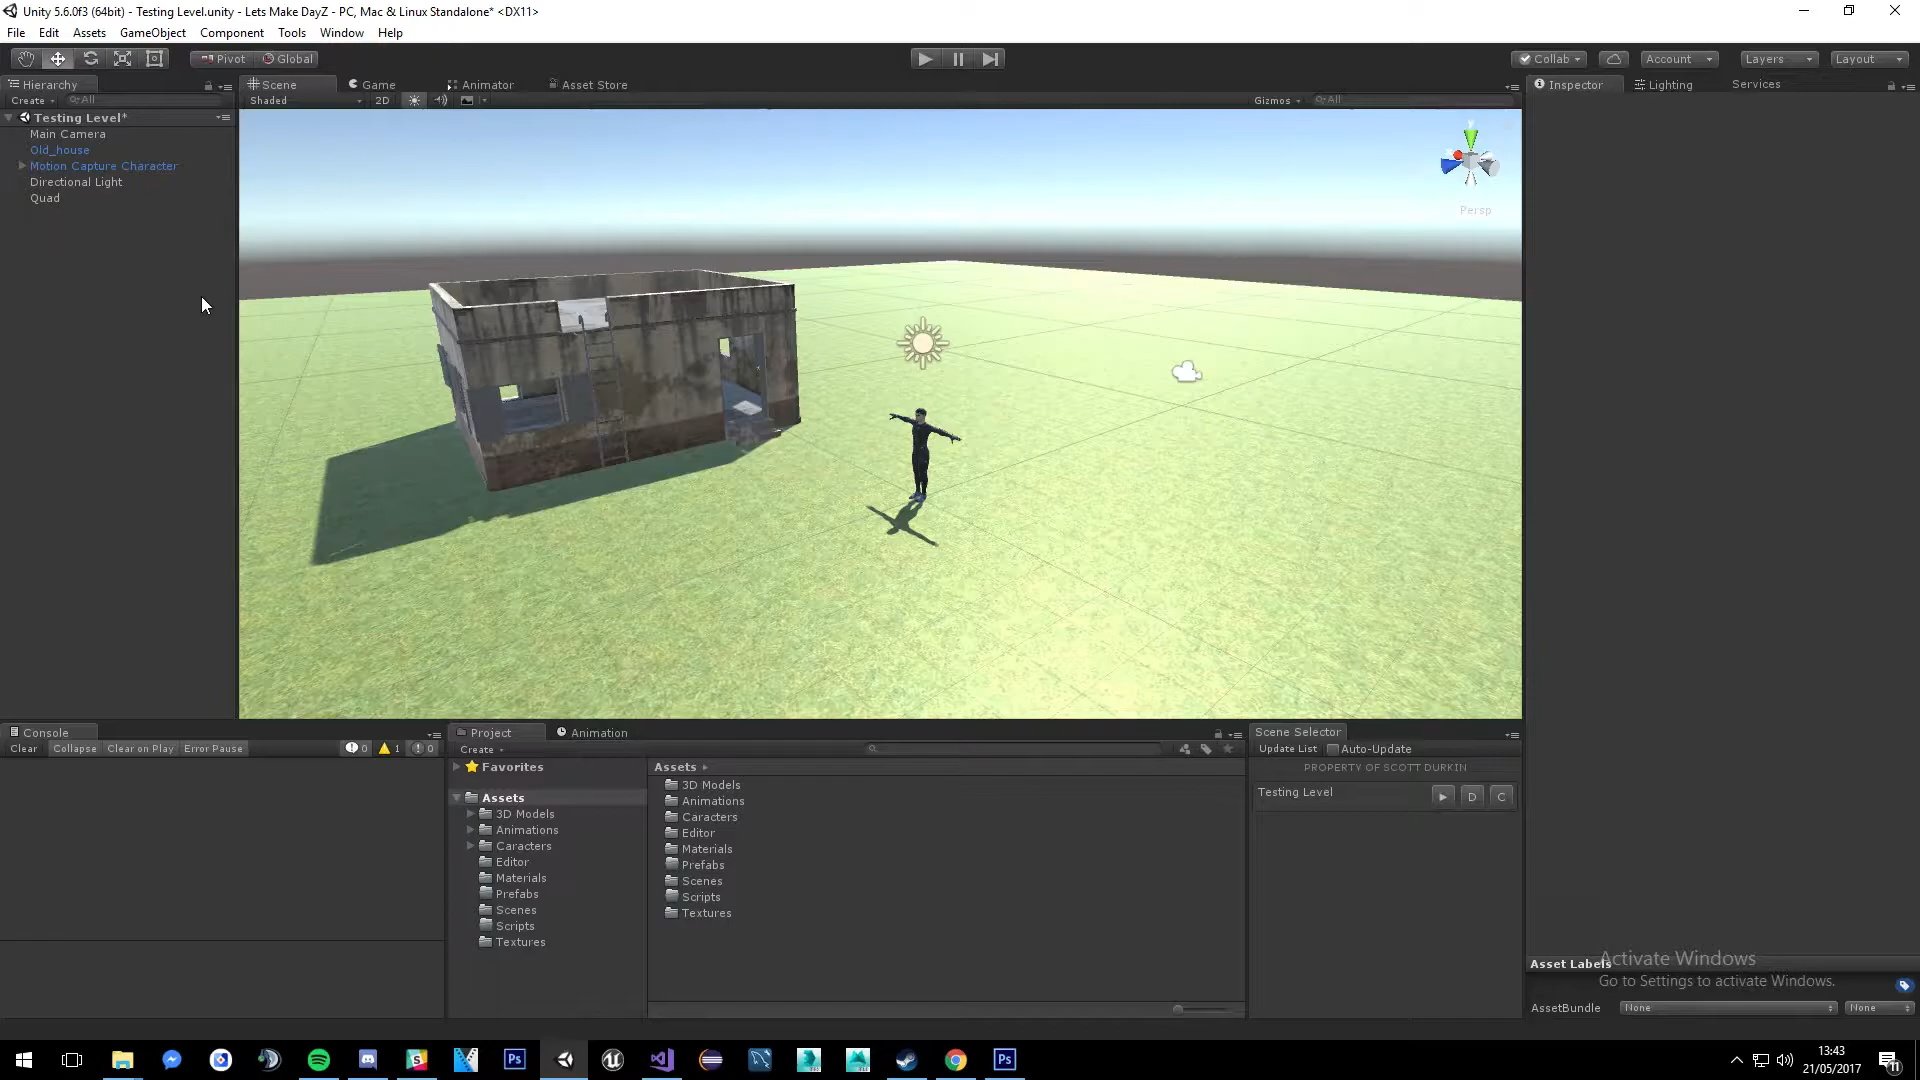 Unity 5.6.0f3 (64bit) - Testing Level.unity - Lets Make DayZ - PC, Mac & Linux Standalone* <DX11>
File Edit Assets GameObject Component Tools Window Help
Pivot Global Collab Account Layers Layout
Hierarchy Scene Game Animator Asset Store Inspector Lighting Services
Create All Shaded 2D Gizmos All
Testing Level*
Main Camera
Old_house
Motion Capture Character
Directional Light
Quad
y
Persp
Console Project Animation Scene Selector
Clear Collapse Clear on Play Error Pause 0 1 0 Create Update List Auto-Update
Favorites Assets PROPERTY OF SCOTT DURKIN
Testing Level D C
Assets
3D Models
Animations
Caracters
Editor
Materials
Prefabs
Scenes
Scripts
Textures
3D Models
Animations
Caracters
Editor
Materials
Prefabs
Scenes
Scripts
Textures
Asset Labels
Activate Windows
Go to Settings to activate Windows.
AssetBundle None None
Ps Ps
13:43
21/05/2017
11